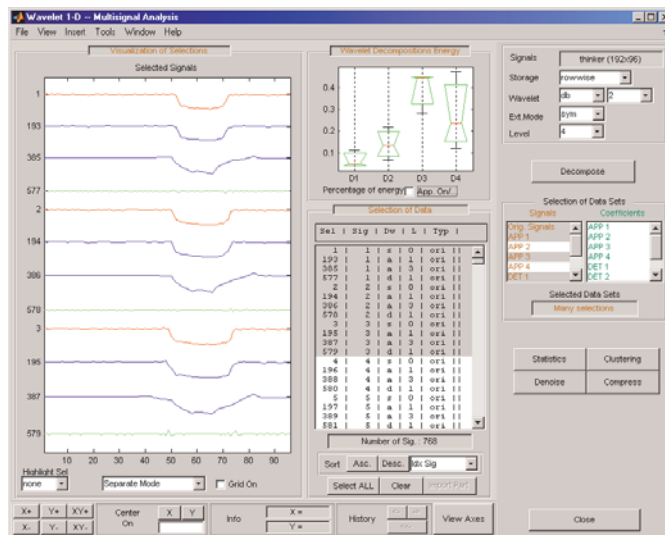 Wavelet 1-D -- Multisignal Analysis
File View Insert Tools Window Help
Visualization of Selections
Selected Signals
1
193
385
577
2
194
386
578
3
195
387
579
10 20 30 40 50 60 70 80 90
Highlight Sel
none
Separate Mode
Grid On
Wavelet Decompositions Energy
0.4
0.3
0.2
0.1
D1 D2 D3 D4
Percentage of energy
App. On/..
Selection of Data
Sel | Sig | Dw | L | Typ |
1 | 1 | s | 0 | ori ||
193 | 1 | a | 1 | ori ||
385 | 1 | a | 3 | ori ||
577 | 1 | d | 1 | ori ||
2 | 2 | s | 0 | ori ||
194 | 2 | a | 1 | ori ||
386 | 2 | a | 3 | ori ||
578 | 2 | d | 1 | ori ||
3 | 3 | s | 0 | ori ||
195 | 3 | a | 1 | ori ||
387 | 3 | a | 3 | ori ||
579 | 3 | d | 1 | ori ||
4 | 4 | s | 0 | ori ||
196 | 4 | a | 1 | ori ||
388 | 4 | a | 3 | ori ||
580 | 4 | d | 1 | ori ||
5 | 5 | s | 0 | ori ||
197 | 5 | a | 1 | ori ||
389 | 5 | a | 3 | ori ||
581 | 5 | d | 1 | ori ||
Number of Sig.: 768
Sort Asc. Desc. Idx Sig
Select ALL Clear Import Part
Signals thinker (192x96)
Storage rowwise
Wavelet db 2
Ext.Mode sym
Level 4
Decompose
Selection of Data Sets
Signals Coefficients
Orig. Signals
APP 1
APP 2
APP 3
APP 4
DET 1
APP 1
APP 2
APP 3
APP 4
DET 1
DET 2
Selected Data Sets
Many selections
Statistics Clustering
Denoise Compress
X+ Y+ XY+
X- Y- XY-
Center On
X Y
Info
X =
Y =
History
View Axes
Close